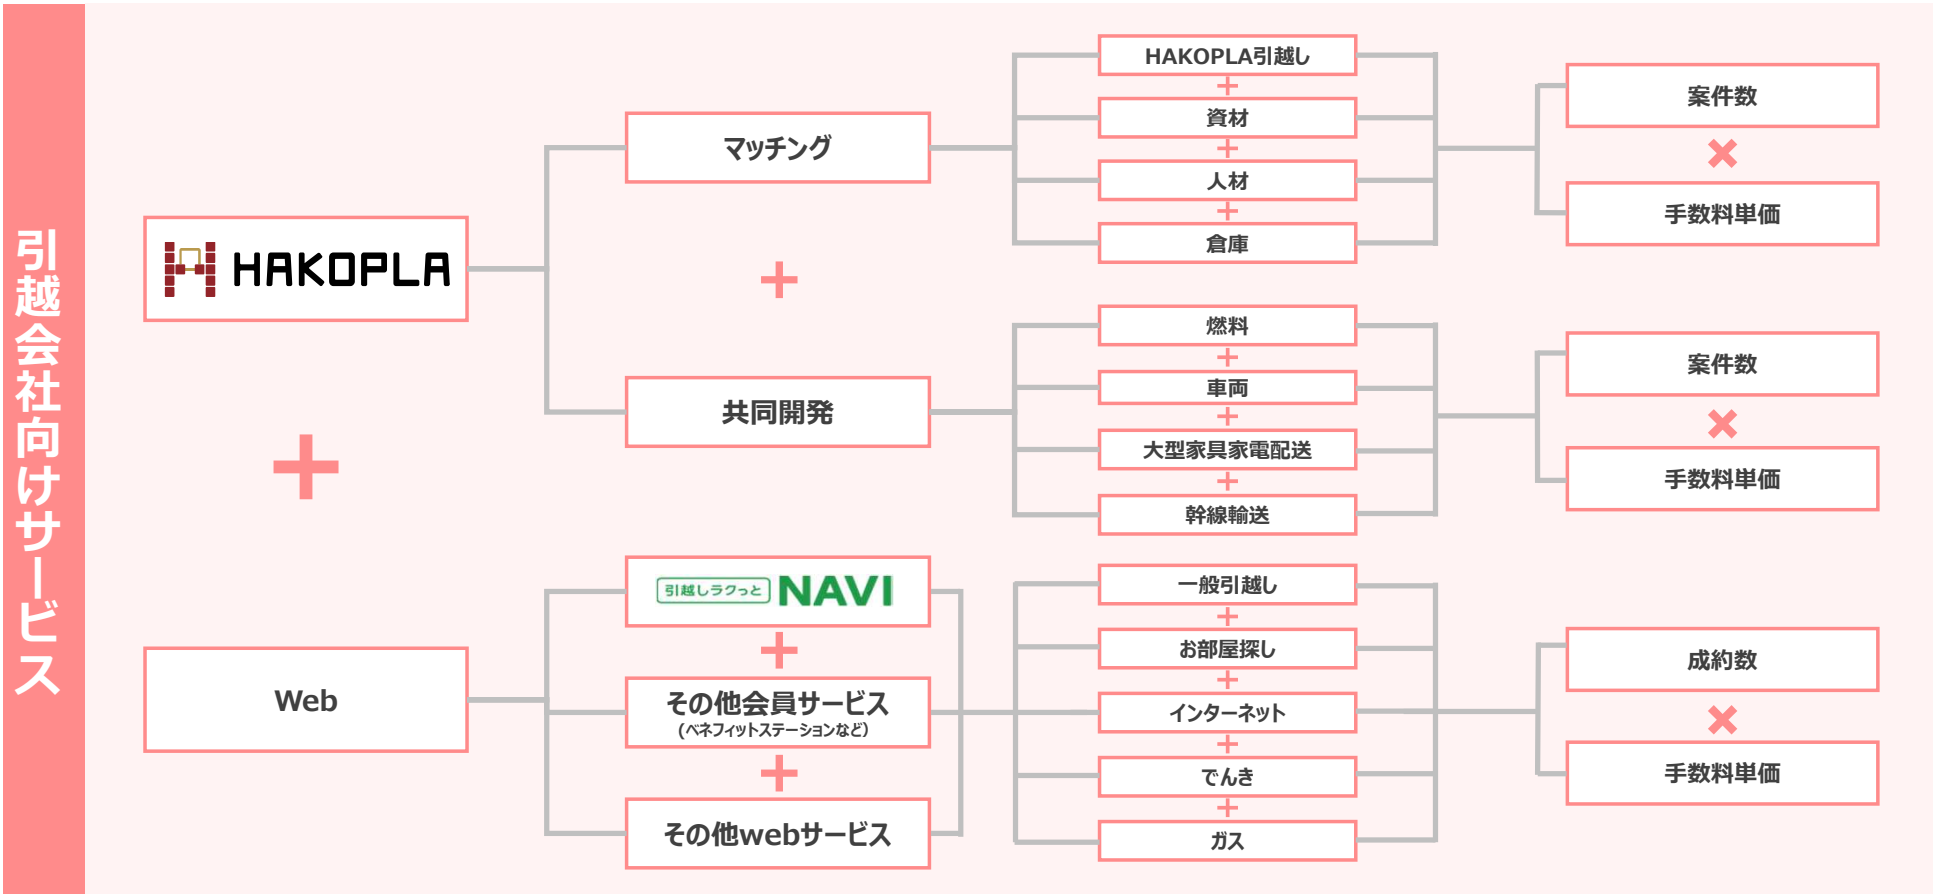 引越会社向けサービス
HAKOPLA
+
Web
マッチング
+
共同開発
引越しラクっと NAVI
+
その他会員サービス
(ベネフィットステーションなど)
+
その他webサービス
HAKOPLA引越し
+
資材
+
人材
+
倉庫
燃料
+
車両
+
大型家具家電配送
+
幹線輸送
一般引越し
+
お部屋探し
+
インターネット
+
でんき
+
ガス
案件数
×
手数料単価
案件数
×
手数料単価
成約数
×
手数料単価